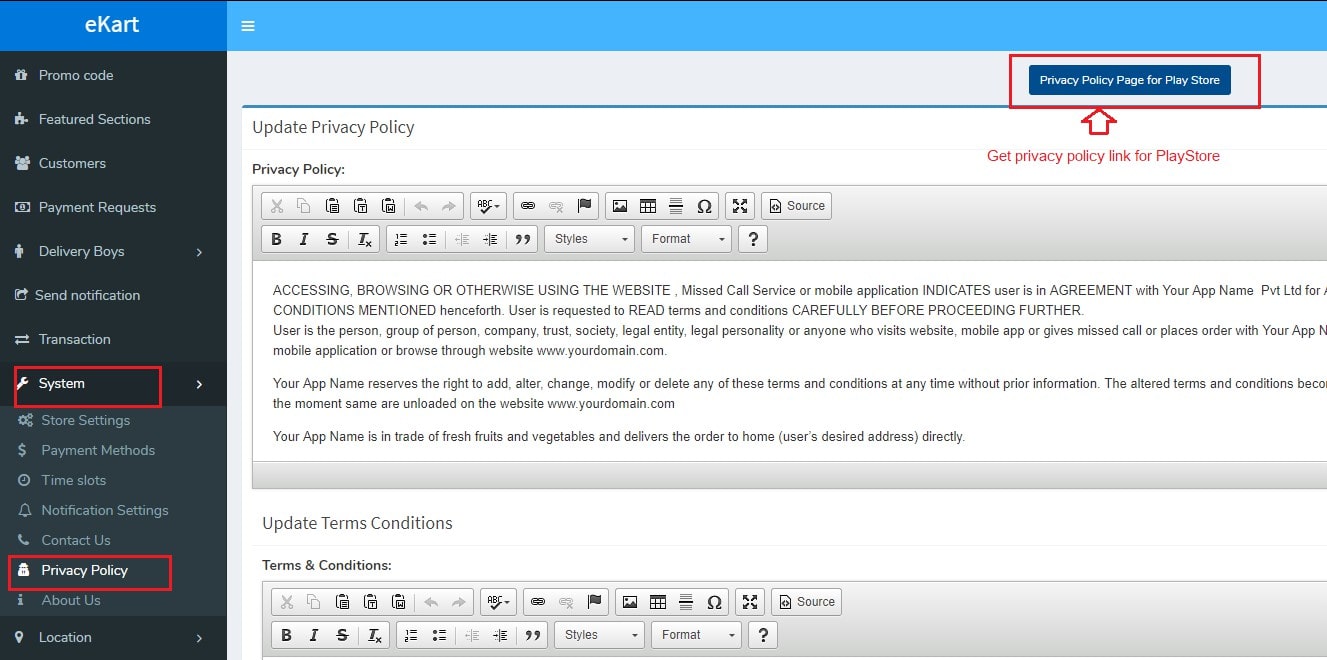 eKart
Promo code
Featured Sections
Customers
Payment Requests
Delivery Boys
Send notification
Transaction
System
Store Settings
Payment Methods
Time slots
Notification Settings
Contact Us
Privacy Policy
About Us
Location
Privacy Policy Page for Play Store
Get privacy policy link for PlayStore
Update Privacy Policy
Privacy Policy:
ABC
Source
B I S Tx
Styles Format ?
ACCESSING, BROWSING OR OTHERWISE USING THE WEBSITE , Missed Call Service or mobile application INDICATES user is in AGREEMENT with Your App Name Pvt Ltd for
CONDITIONS MENTIONED henceforth. User is requested to READ terms and conditions CAREFULLY BEFORE PROCEEDING FURTHER.
User is the person, group of person, company, trust, society, legal entity, legal personality or anyone who visits website, mobile app or gives missed call or places order with Your App
mobile application or browse through website www.yourdomain.com.
Your App Name reserves the right to add, alter, change, modify or delete any of these terms and conditions at any time without prior information. The altered terms and conditions
the moment same are unloaded on the website www.yourdomain.com
Your App Name is in trade of fresh fruits and vegetables and delivers the order to home (user's desired address) directly.
Update Terms Conditions
Terms & Conditions:
ABC
Source
B I S Tx
Styles Format ?